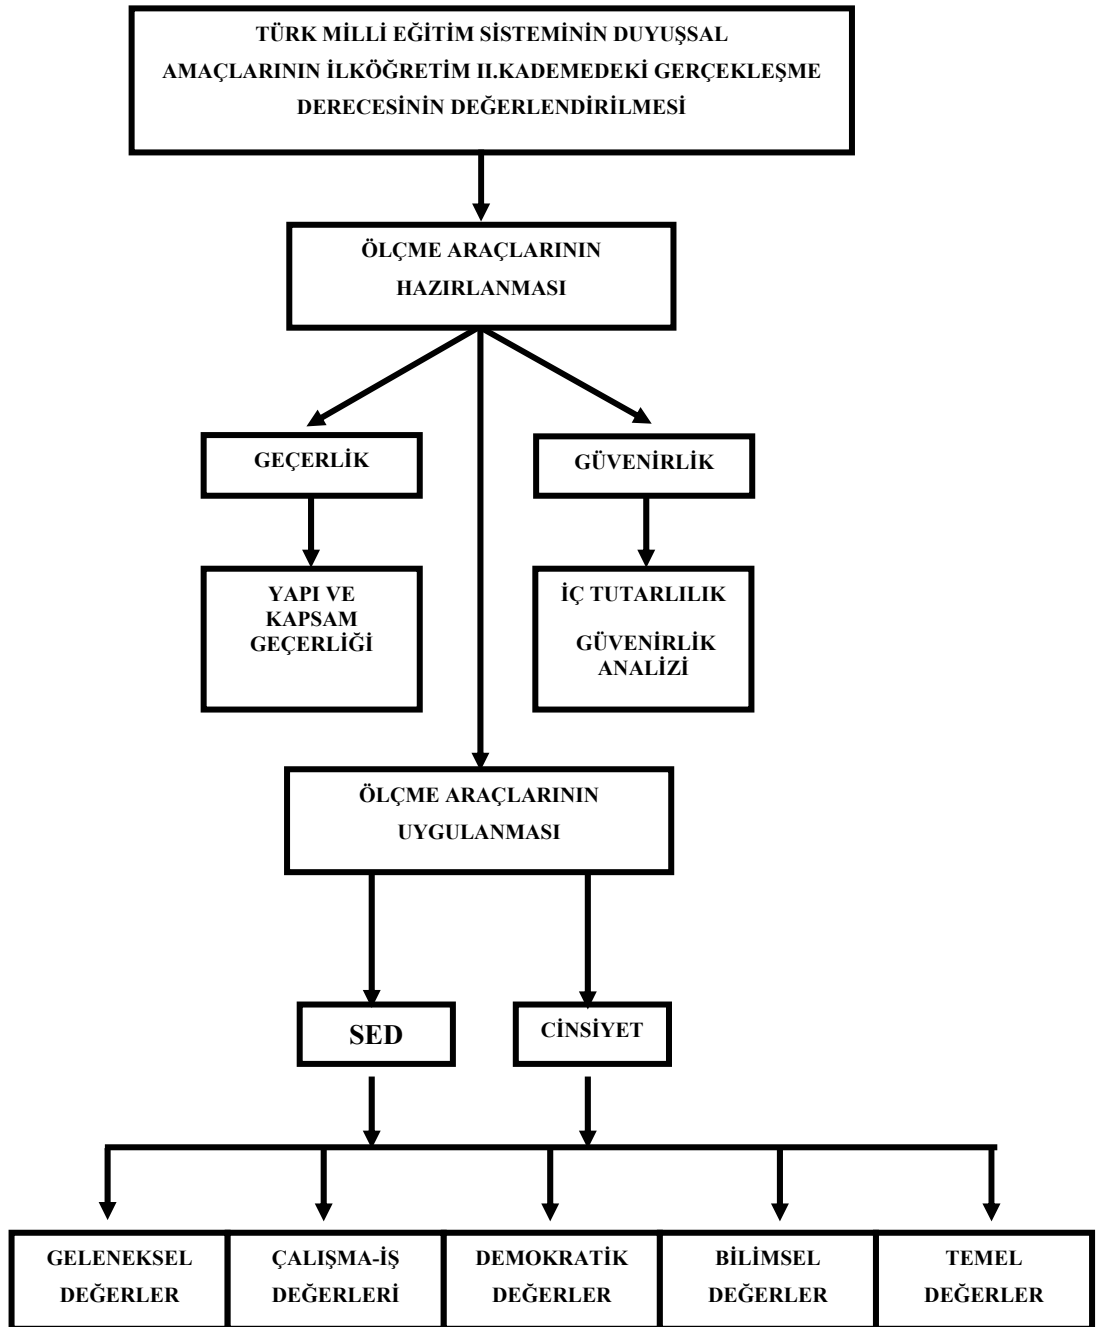 TÜRK MİLLİ EĞİTİM SİSTEMİNİN DUYUŞSAL
AMAÇLARININ İLKÖĞRETİM II.KADEMEDEKİ GERÇEKLEŞME
DERECESİNİN DEĞERLENDİRİLMESİ
ÖLÇME ARAÇLARININ
HAZIRLANMASI
GEÇERLİK
GÜVENİRLİK
YAPI VE
KAPSAM
GEÇERLİĞİ
İÇ TUTARLILIK
GÜVENİRLİK
ANALİZİ
ÖLÇME ARAÇLARININ
UYGULANMASI
SED
CİNSİYET
GELENEKSEL
DEĞERLER
ÇALIŞMA-İŞ
DEĞERLERİ
DEMOKRATİK
DEĞERLER
BİLİMSEL
DEĞERLER
TEMEL
DEĞERLER